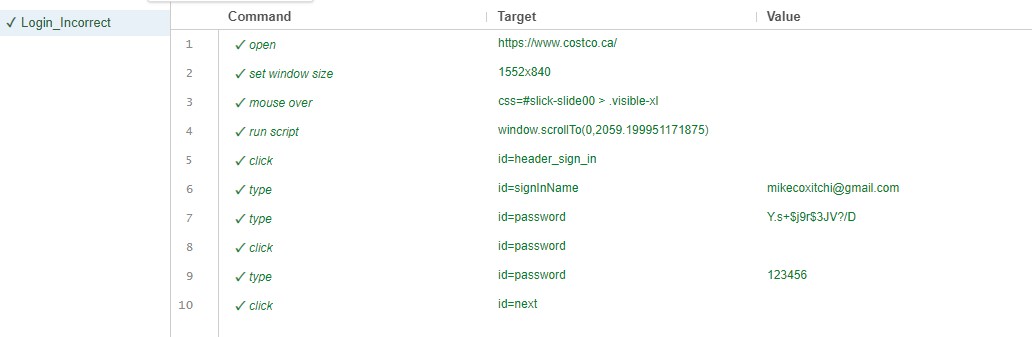 Command Target Value
✓ Login_Incorrect
1 ✓ open https://www.costco.ca/
2 ✓ set window size 1552x840
3 ✓ mouse over css=#slick-slide00 > .visible-xl
4 ✓ run script window.scrollTo(0,2059.199951171875)
5 ✓ click id=header_sign_in
6 ✓ type id=signInName mikecoxitchi@gmail.com
7 ✓ type id=password Y.s+$j9r$3JV?/D
8 ✓ click id=password
9 ✓ type id=password 123456
10 ✓ click id=next